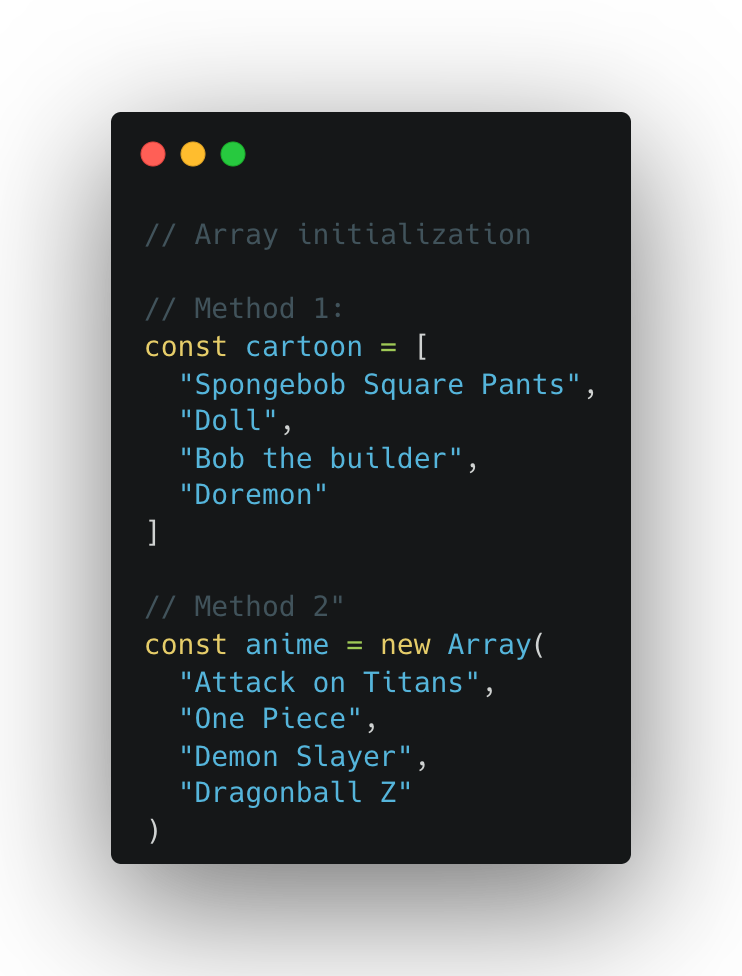 // Array initialization
// Method 1:
const cartoon = [
  "Spongebob Square Pants",
  "Doll",
  "Bob the builder",
  "Doremon"
]
// Method 2"
const anime = new Array(
  "Attack on Titans",
  "One Piece",
  "Demon Slayer",
  "Dragonball Z"
)